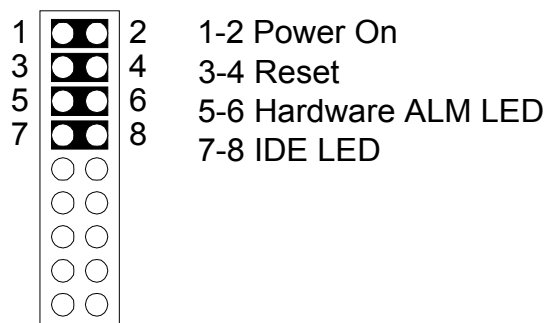 1 2 1-2 Power On
3 4 3-4 Reset
5 6 5-6 Hardware ALM LED
7 8 7-8 IDE LED